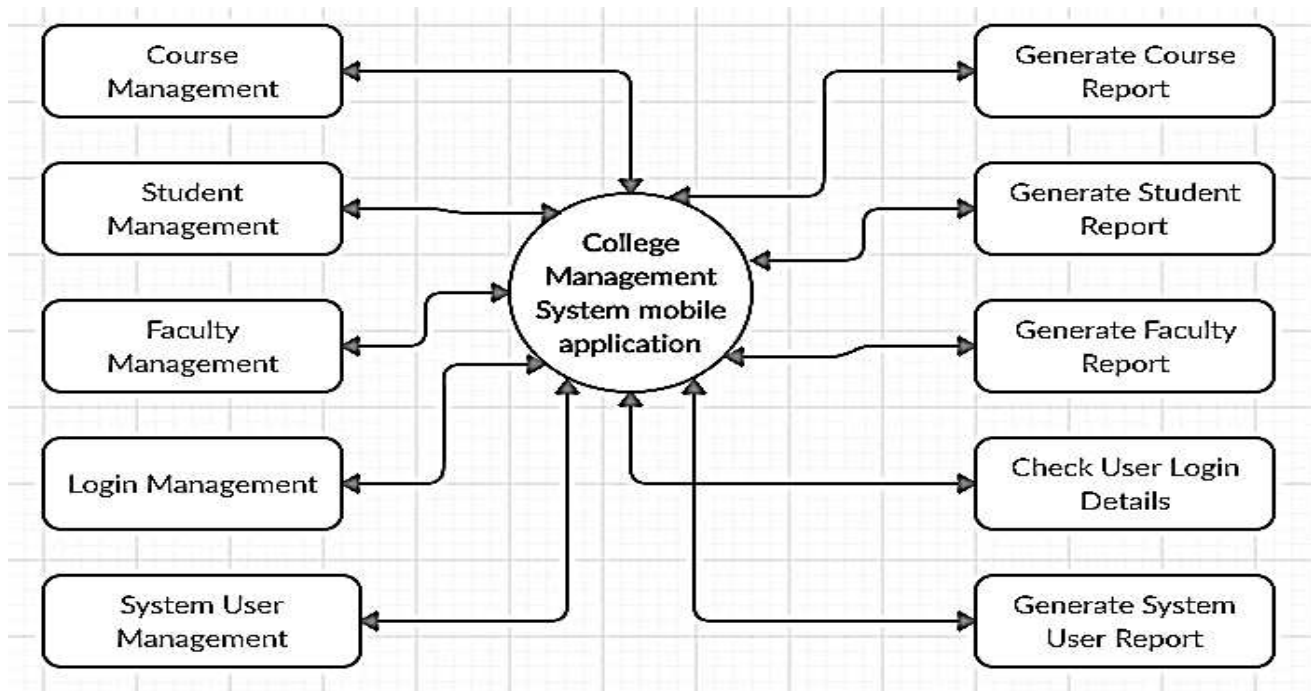 Course
Management
Student
Management
Faculty
Management
Login Management
System User
Management
College
Management
System mobile
application
Generate Course
Report
Generate Student
Report
Generate Faculty
Report
Check User Login
Details
Generate System
User Report